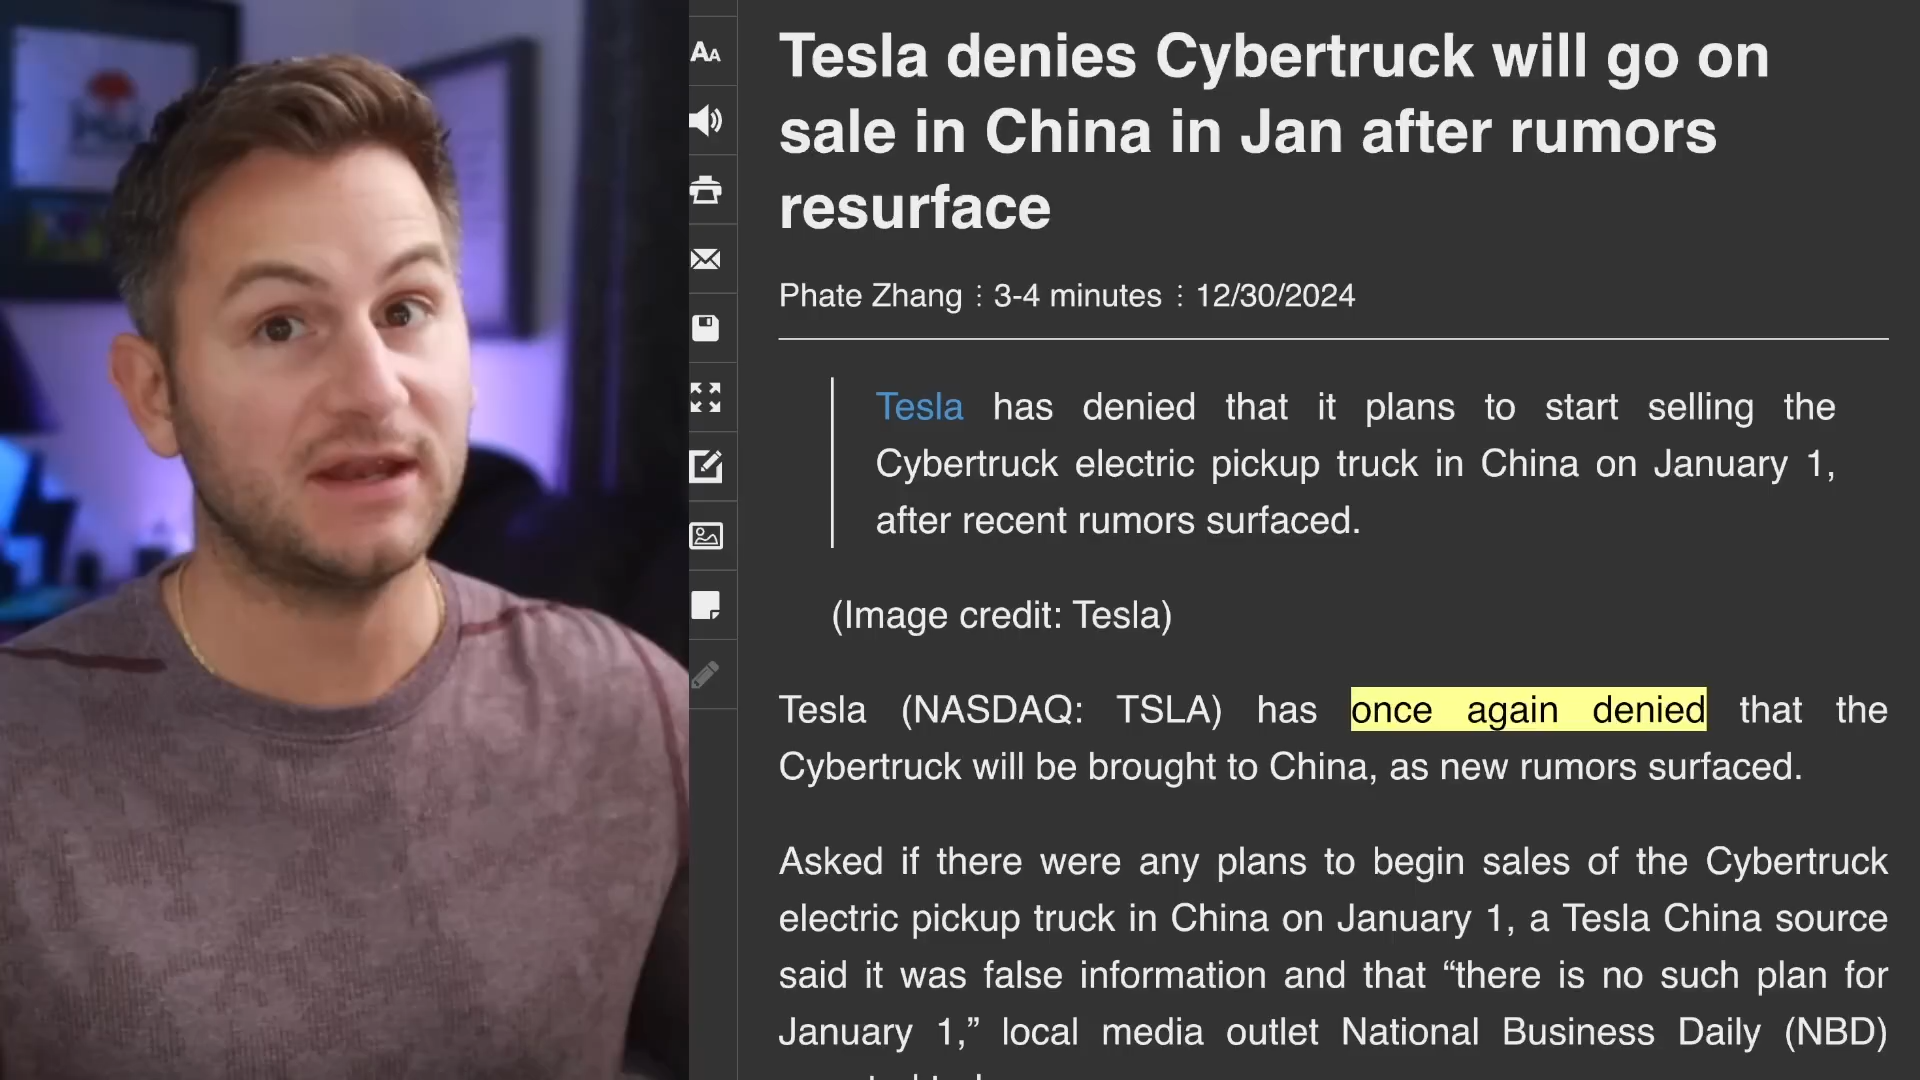 Tesla denies Cybertruck will go on
sale in China in Jan after rumors
resurface
Phate Zhang ⋮ 3-4 minutes ⋮ 12/30/2024
Tesla has denied that it plans to start selling the
Cybertruck electric pickup truck in China on January 1,
after recent rumors surfaced.
(Image credit: Tesla)
Tesla (NASDAQ: TSLA) has once again denied that the
Cybertruck will be brought to China, as new rumors surfaced.
Asked if there were any plans to begin sales of the Cybertruck
electric pickup truck in China on January 1, a Tesla China source
said it was false information and that “there is no such plan for
January 1,” local media outlet National Business Daily (NBD)